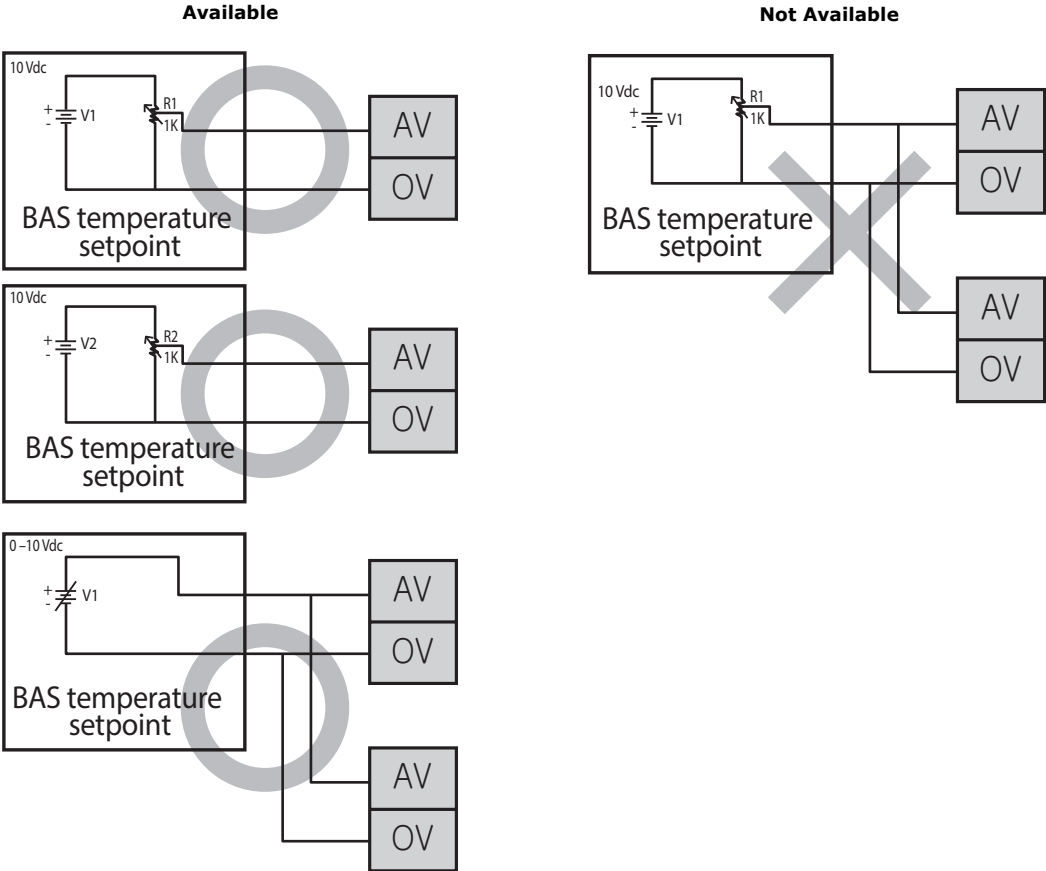 Available
10 Vdc
+
-
V1
R1
1K
AV
OV
BAS temperature
setpoint
10 Vdc
+
-
V2
R2
1K
AV
OV
BAS temperature
setpoint
0–10 Vdc
+
-
V1
AV
OV
BAS temperature
setpoint
AV
OV
Not Available
10 Vdc
+
-
V1
R1
1K
AV
OV
BAS temperature
setpoint
AV
OV